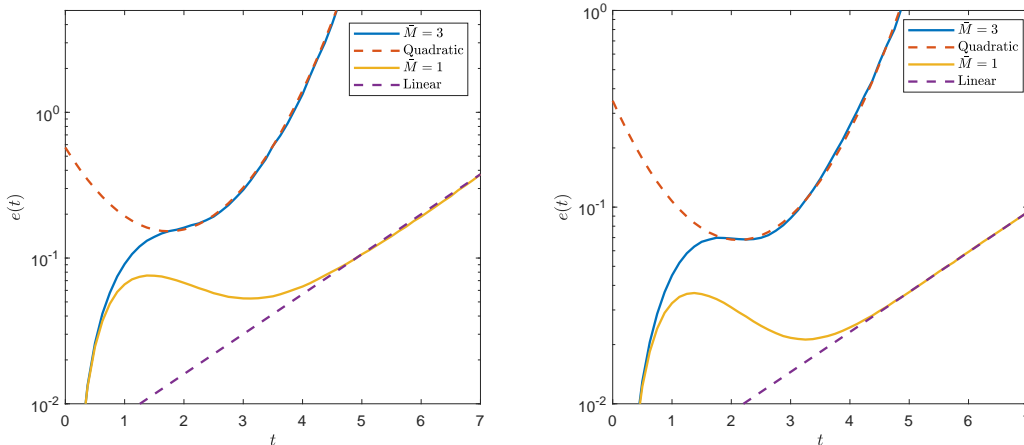 M̄ = 3
Quadratic
M̄ = 1
Linear
10^0
10^-1
10^-2
e(t)
0 1 2 3 4 5 6 7
t
M̄ = 3
Quadratic
M̄ = 1
Linear
10^0
10^-1
10^-2
e(t)
0 1 2 3 4 5 6 7
t